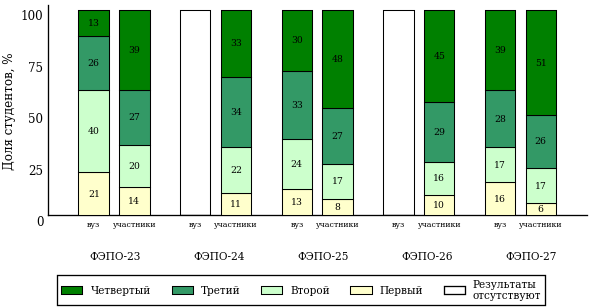 Доля студентов, %
100
75
50
25
0
13 26 40 21
39 27 20 14
33 34 22 11
30 33 24 13
48 27 17 8
45 29 16 10
39 28 17 16
51 26 17 6
вуз участники вуз участники вуз участники вуз участники вуз участники
ФЭПО-23 ФЭПО-24 ФЭПО-25 ФЭПО-26 ФЭПО-27
Четвертый Третий Второй Первый Результаты
отсутствуют